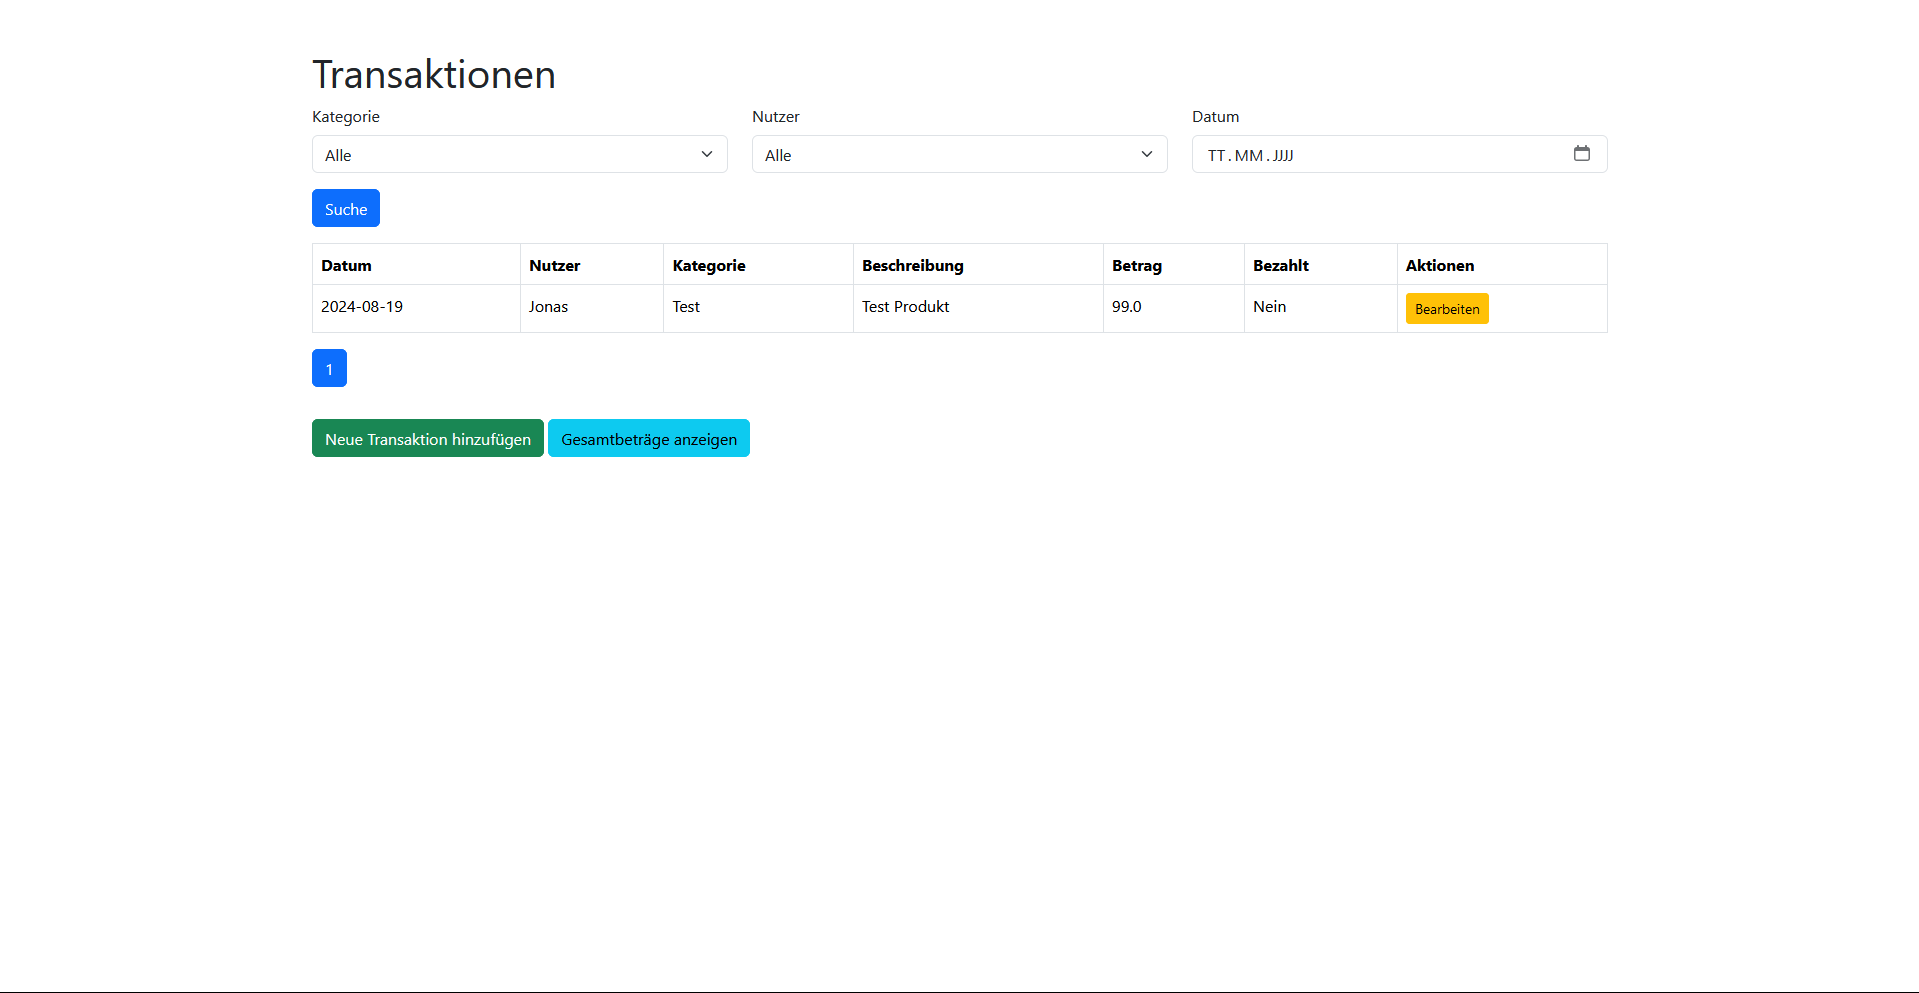 Transaktionen
Kategorie Nutzer Datum
Alle Alle TT.MM.JJJJ
Suche
Datum Nutzer Kategorie Beschreibung Betrag Bezahlt Aktionen
2024-08-19 Jonas Test Test Produkt 99.0 Nein Bearbeiten
1
Neue Transaktion hinzufügen Gesamtbeträge anzeigen